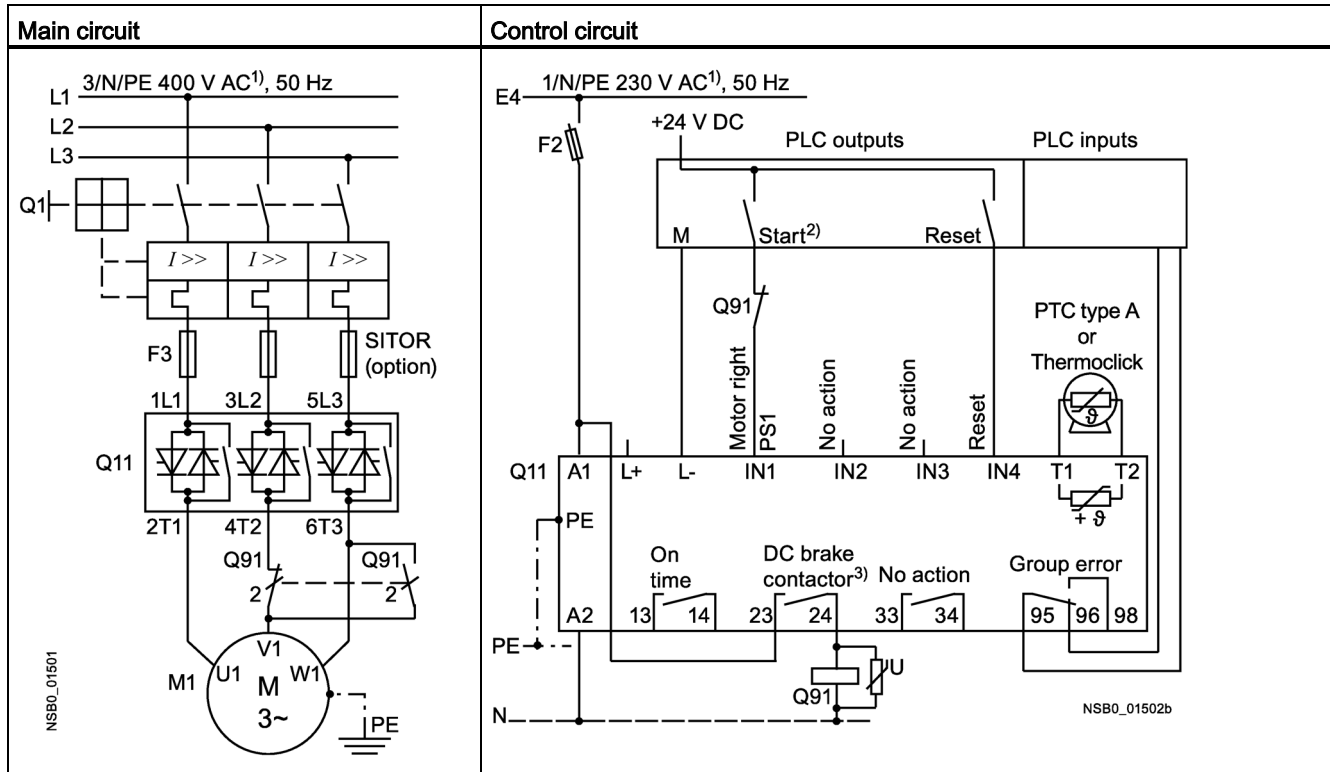 Main circuit
Control circuit
3/N/PE 400 V AC1), 50 Hz
L1
L2
L3
Q1
I >> I >> I >>
F3
SITOR
(option)
1L1 3L2 5L3
Q11
2T1 4T2 6T3
Q91 Q91
2 2
V1
M1 U1 W1
M
3~
PE
NSB0_01501
1/N/PE 230 V AC1), 50 Hz
E4
+24 V DC
F2
PLC outputs PLC inputs
M Start2) Reset
Q91
PTC type A
or
Thermoclick
ϑ
Motor right
PS1
No action
No action
Reset
Q11 A1 L+ L- IN1 IN2 IN3 IN4 T1 T2
+ ϑ
PE
On
time
DC brake
contactor3)
No action
Group error
A2 13 14 23 24 33 34 95 96 98
PE
U
Q91
N
NSB0_01502b